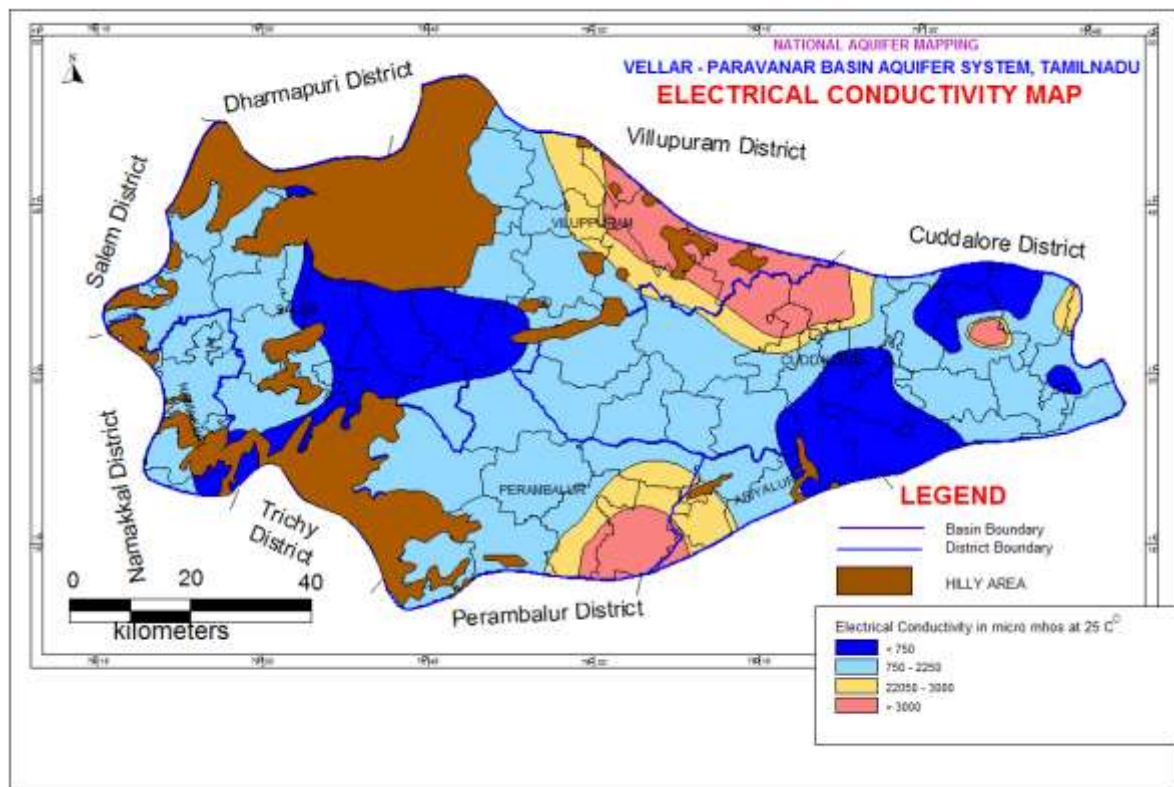 NATIONAL AQUIFER MAPPING
VELLAR - PARAVANAR BASIN AQUIFER SYSTEM, TAMILNADU
ELECTRICAL CONDUCTIVITY MAP
N
Dharmapuri District
Villupuram District
Salem District
Cuddalore District
VILUPPURAM
CUDDALORE
Namakkal District
PERAMBALUR
ARIYALUR
Trichy
District
Perambalur District
0 20 40
kilometers
LEGEND
Basin Boundary
District Boundary
HILLY AREA
Electrical Conductivity in micro mhos at 25 C⁰
< 750
750 - 2250
22050 - 3000
> 3000